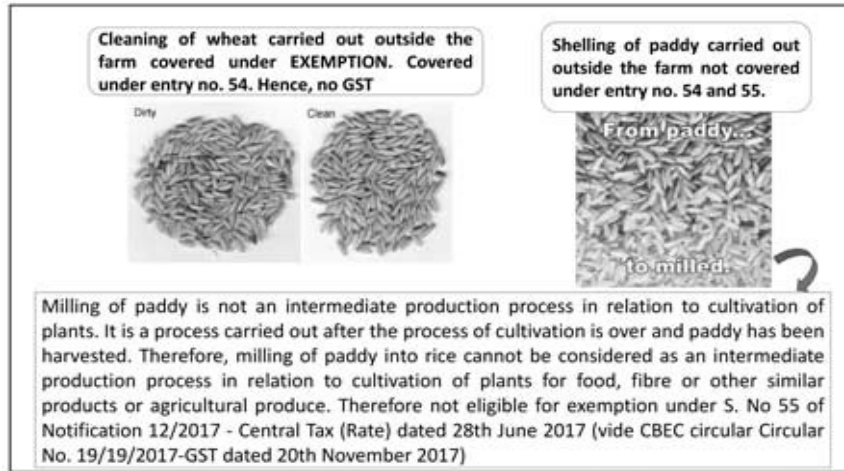 Cleaning of wheat carried out outside the
farm covered under EXEMPTION. Covered
under entry no. 54. Hence, no GST
Shelling of paddy carried out
outside the farm not covered
under entry no. 54 and 55.
Dirty
Clean
From paddy...
to milled.
Milling of paddy is not an intermediate production process in relation to cultivation of
plants. It is a process carried out after the process of cultivation is over and paddy has been
harvested. Therefore, milling of paddy into rice cannot be considered as an intermediate
production process in relation to cultivation of plants for food, fibre or other similar
products or agricultural produce. Therefore not eligible for exemption under S. No 55 of
Notification 12/2017 - Central Tax (Rate) dated 28th June 2017 (vide CBEC circular Circular
No. 19/19/2017-GST dated 20th November 2017)